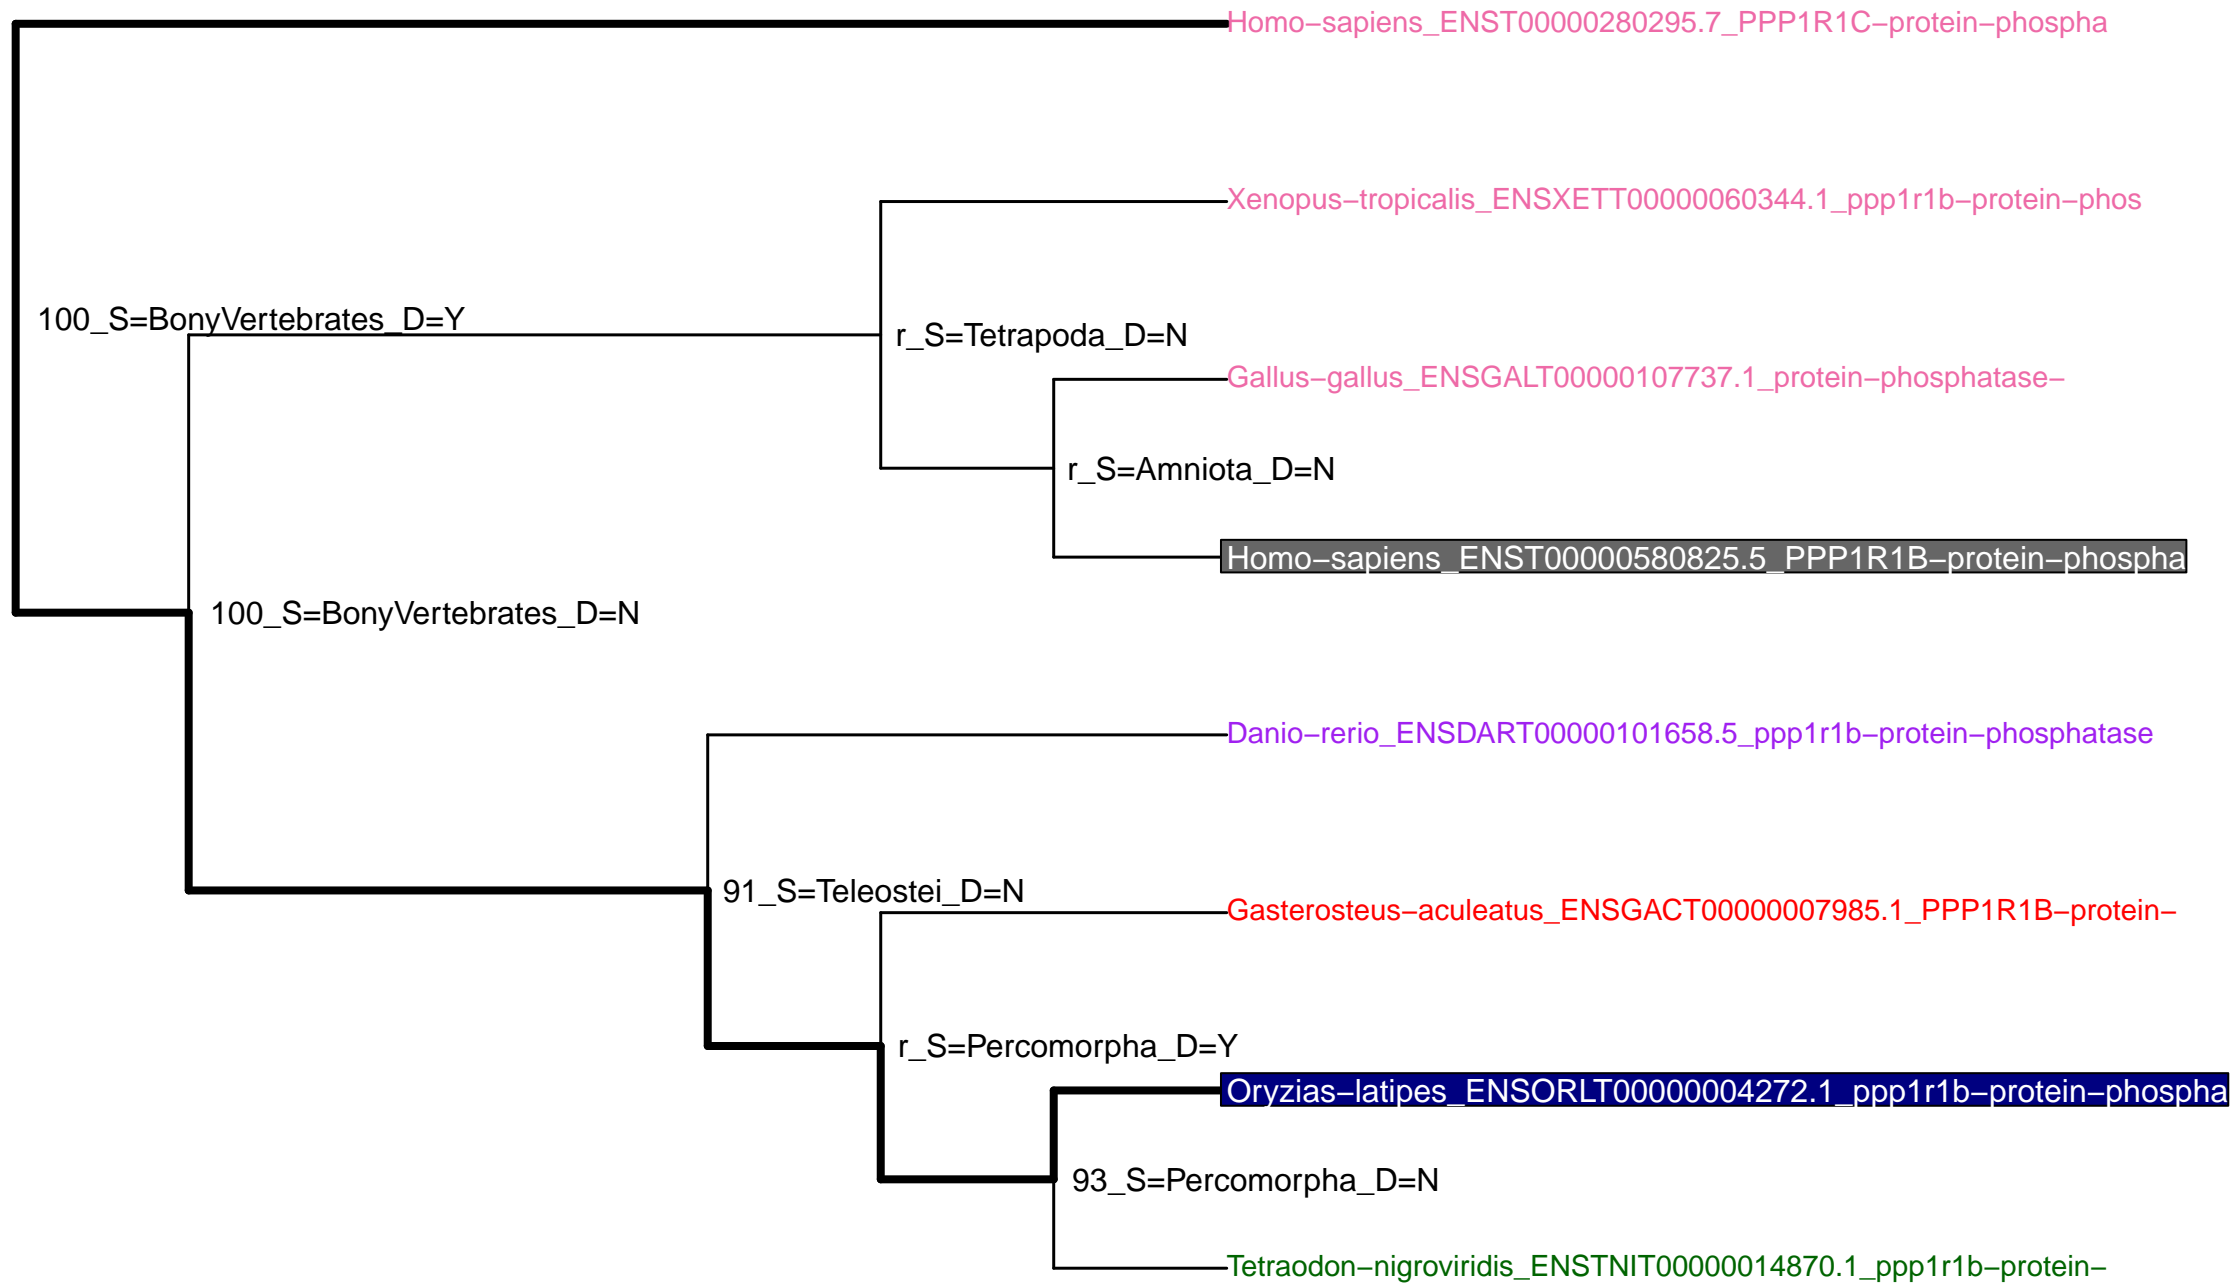 Homo−sapiens_ENST00000280295.7_PPP1R1C−protein−phospha
Xenopus−tropicalis_ENSXETT00000060344.1_ppp1r1b−protein−phos
100_S=BonyVertebrates_D=Y
r_S=Tetrapoda_D=N
Gallus−gallus_ENSGALT00000107737.1_protein−phosphatase−
r_S=Amniota_D=N
Homo−sapiens_ENST00000580825.5_PPP1R1B−protein−phospha
100_S=BonyVertebrates_D=N
Danio−rerio_ENSDART00000101658.5_ppp1r1b−protein−phosphatase
91_S=Teleostei_D=N
Gasterosteus−aculeatus_ENSGACT00000007985.1_PPP1R1B−protein−
r_S=Percomorpha_D=Y
Oryzias−latipes_ENSORLT00000004272.1_ppp1r1b−protein−phospha
93_S=Percomorpha_D=N
Tetraodon−nigroviridis_ENSTNIT00000014870.1_ppp1r1b−protein−